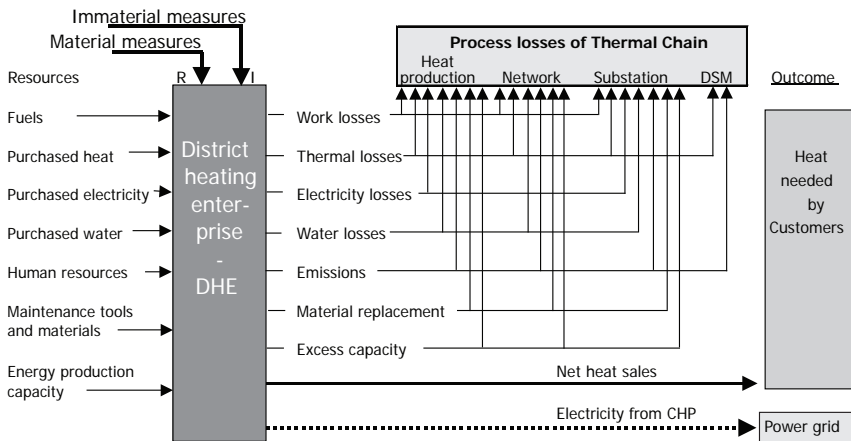 Immaterial measures
Material measures
Process losses of Thermal Chain
Heat
production Network Substation DSM
Resources
R I
Outcome
Fuels
Purchased heat
Purchased electricity
Purchased water
Human resources
Maintenance tools
and materials
Energy production
capacity
District
heating
enter-
prise
-
DHE
Work losses
Thermal losses
Electricity losses
Water losses
Emissions
Material replacement
Excess capacity
Net heat sales
Electricity from CHP
Heat
needed
by
Customers
Power grid